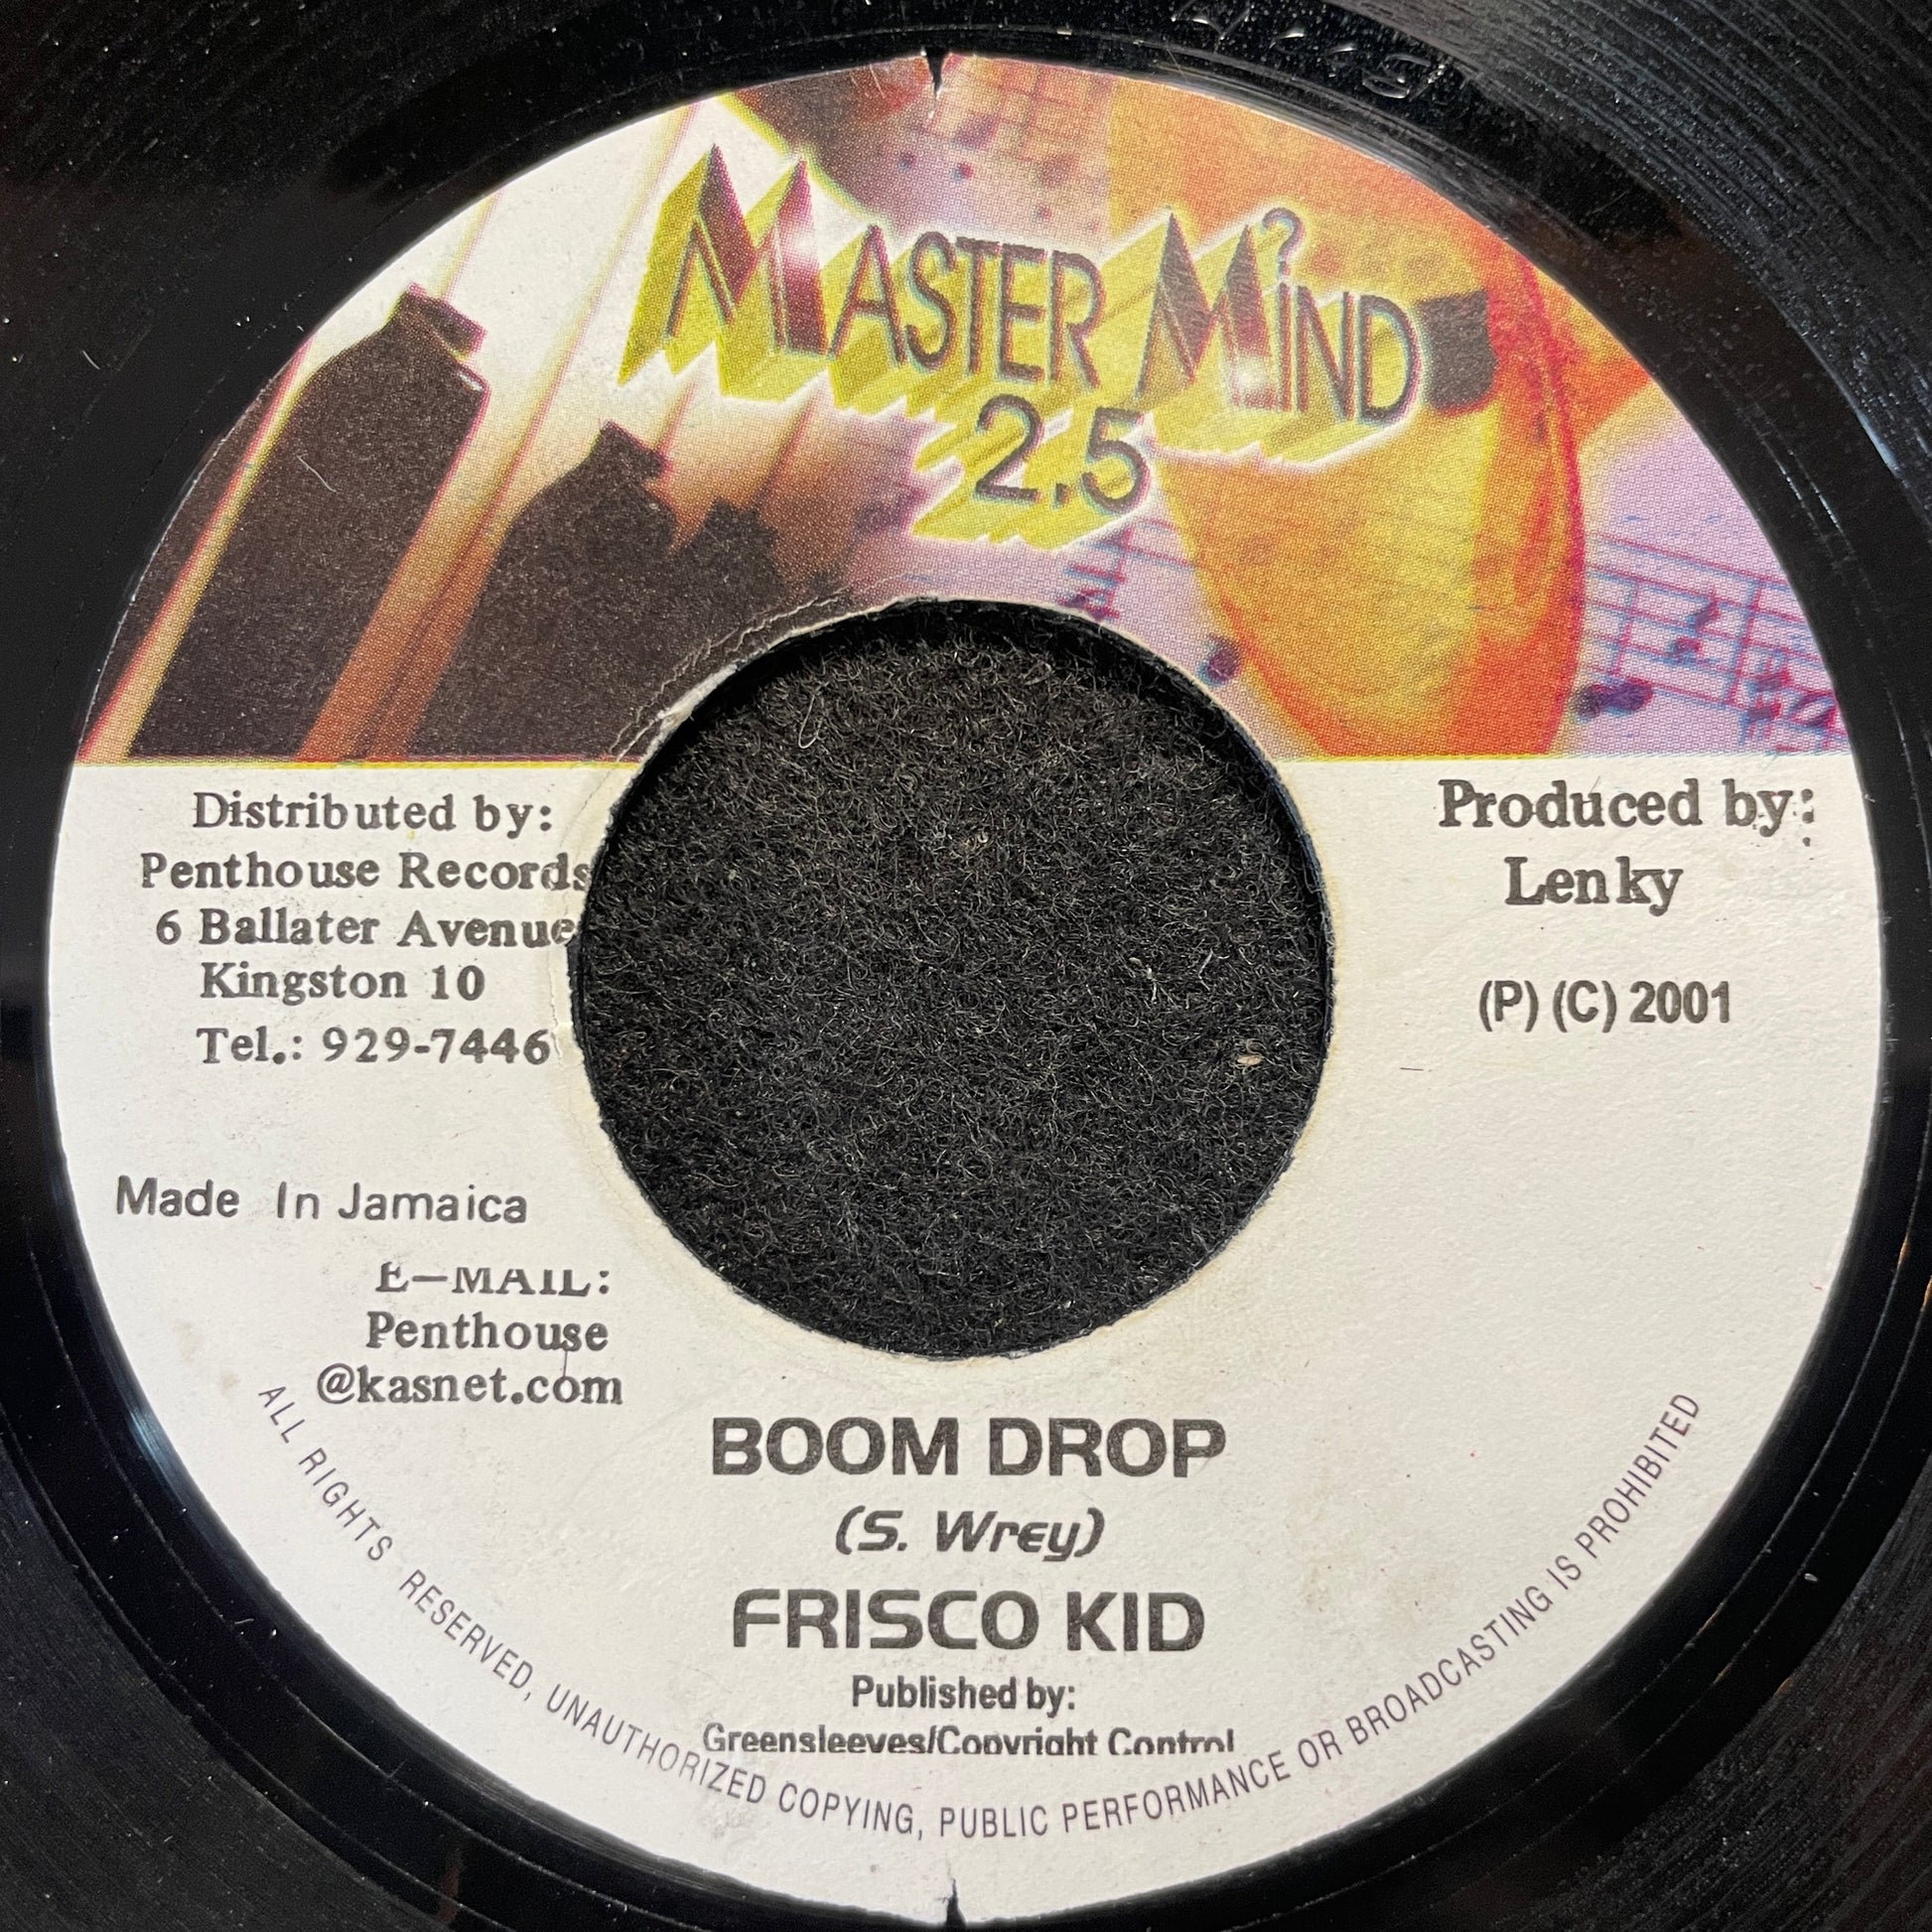 MASTER MIND
?
2.5
Distributed by:
Penthouse Records
6 Ballater Avenue
Kingston 10
Tel.: 929-7446
Produced by:
Lenky
(P) (C) 2001
Made In Jamaica
E-MAIL:
Penthouse
@kasnet.com
BOOM DROP
(S. Wrey)
FRISCO KID
Published by:
Greensleeves/Copyright Control
ALL RIGHTS RESERVED, UNAUTHORIZED COPYING, PUBLIC PERFORMANCE OR BROADCASTING IS PROHIBITED